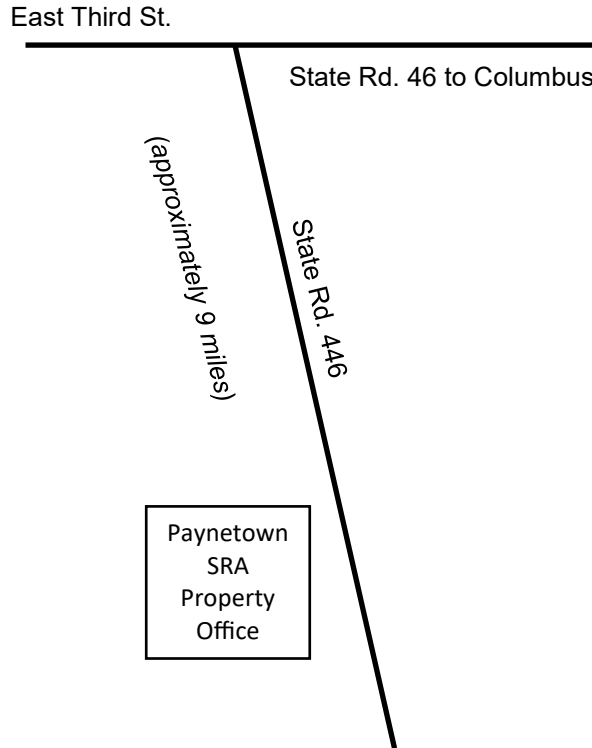 East Third St.
State Rd. 46 to Columbus
(approximately 9 miles)
State Rd. 446
Paynetown
SRA
Property
Office